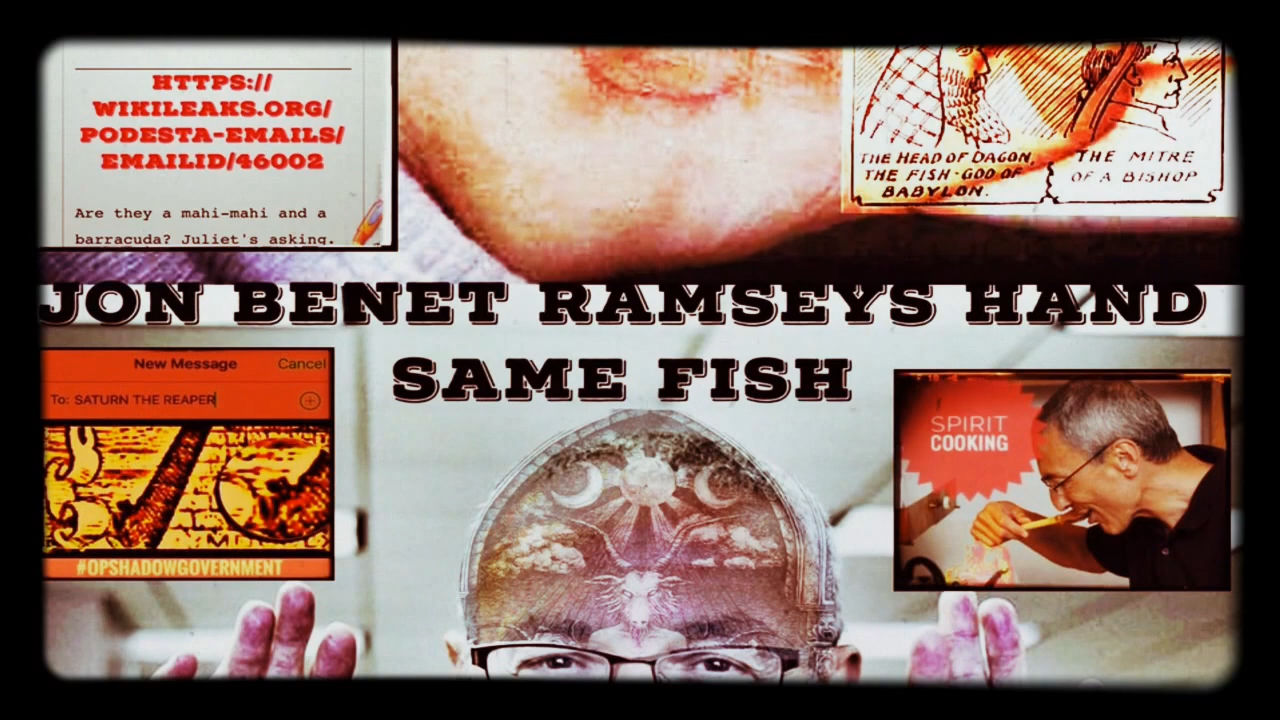 HTTPS://
WIKILEAKS.ORG/
PODESTA-EMAILS/
EMAILID/46002
Are they a mahi-mahi and a
barracuda? Juliet's asking.
THE HEAD OF DAGON,
THE FISH-GOD OF
BABYLON.
THE MITRE
OF A BISHOP
JON BENET RAMSEYS HAND
SAME FISH
New Message
Cancel
To: SATURN THE REAPER
#OPSHADOWGOVERNMENT
SPIRIT
COOKING